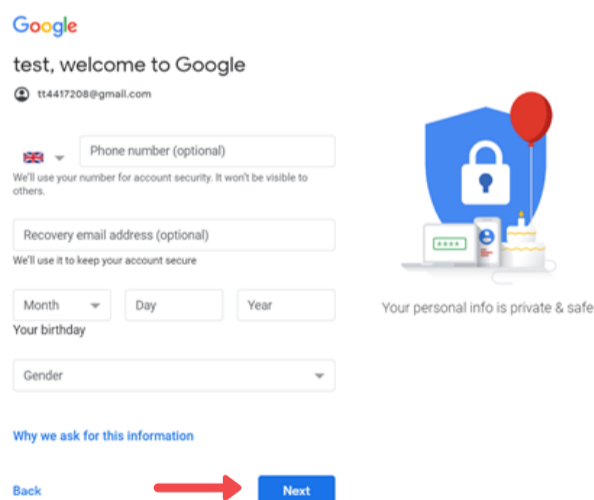 Google
test, welcome to Google
tt4417208@gmail.com
Phone number (optional)
We'll use your number for account security. It won't be visible to
others.
Recovery email address (optional)
We'll use it to keep your account secure
Month Day Year
Your birthday
Gender
Your personal info is private & safe
Why we ask for this information
Back Next